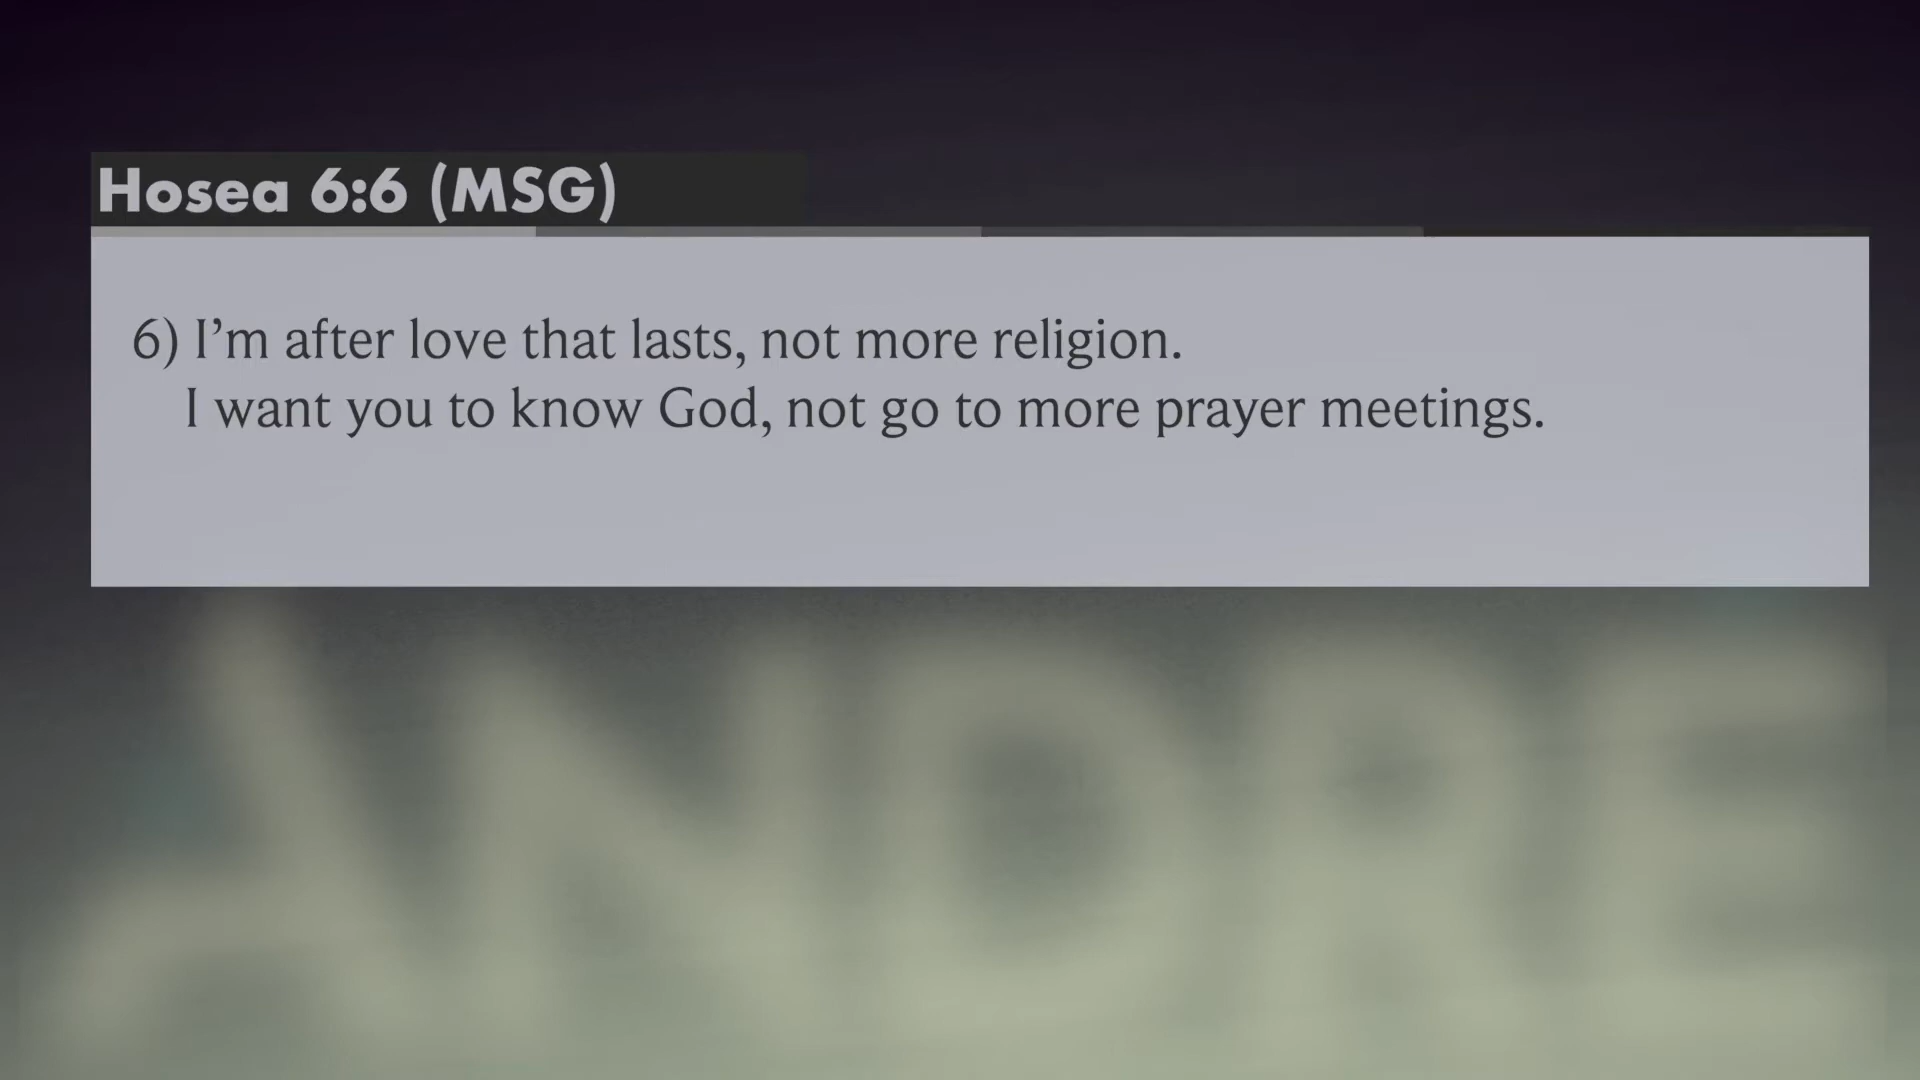 Hosea 6:6 (MSG)
6) I’m after love that lasts, not more religion.
I want you to know God, not go to more prayer meetings.
ANDRE